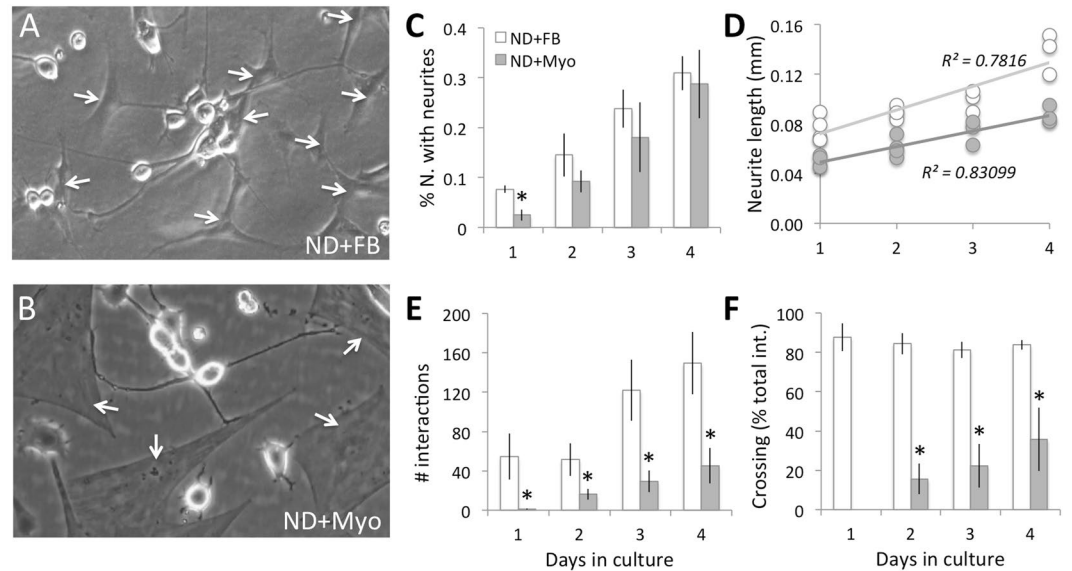 A
ND+FB
B
ND+Myo
C
ND+FB
ND+Myo
% N. with neurites
0.4
0.3
0.2
0.1
0
*
1 2 3 4
D
Neurite length (mm)
0.16
0.12
0.08
0.04
0.00
R² = 0.7816
R² = 0.83099
1 2 3 4
E
# interactions
200
160
120
80
40
0
* * * *
1 2 3 4
Days in culture
F
Crossing (% total int.)
100
80
60
40
20
0
* * *
1 2 3 4
Days in culture